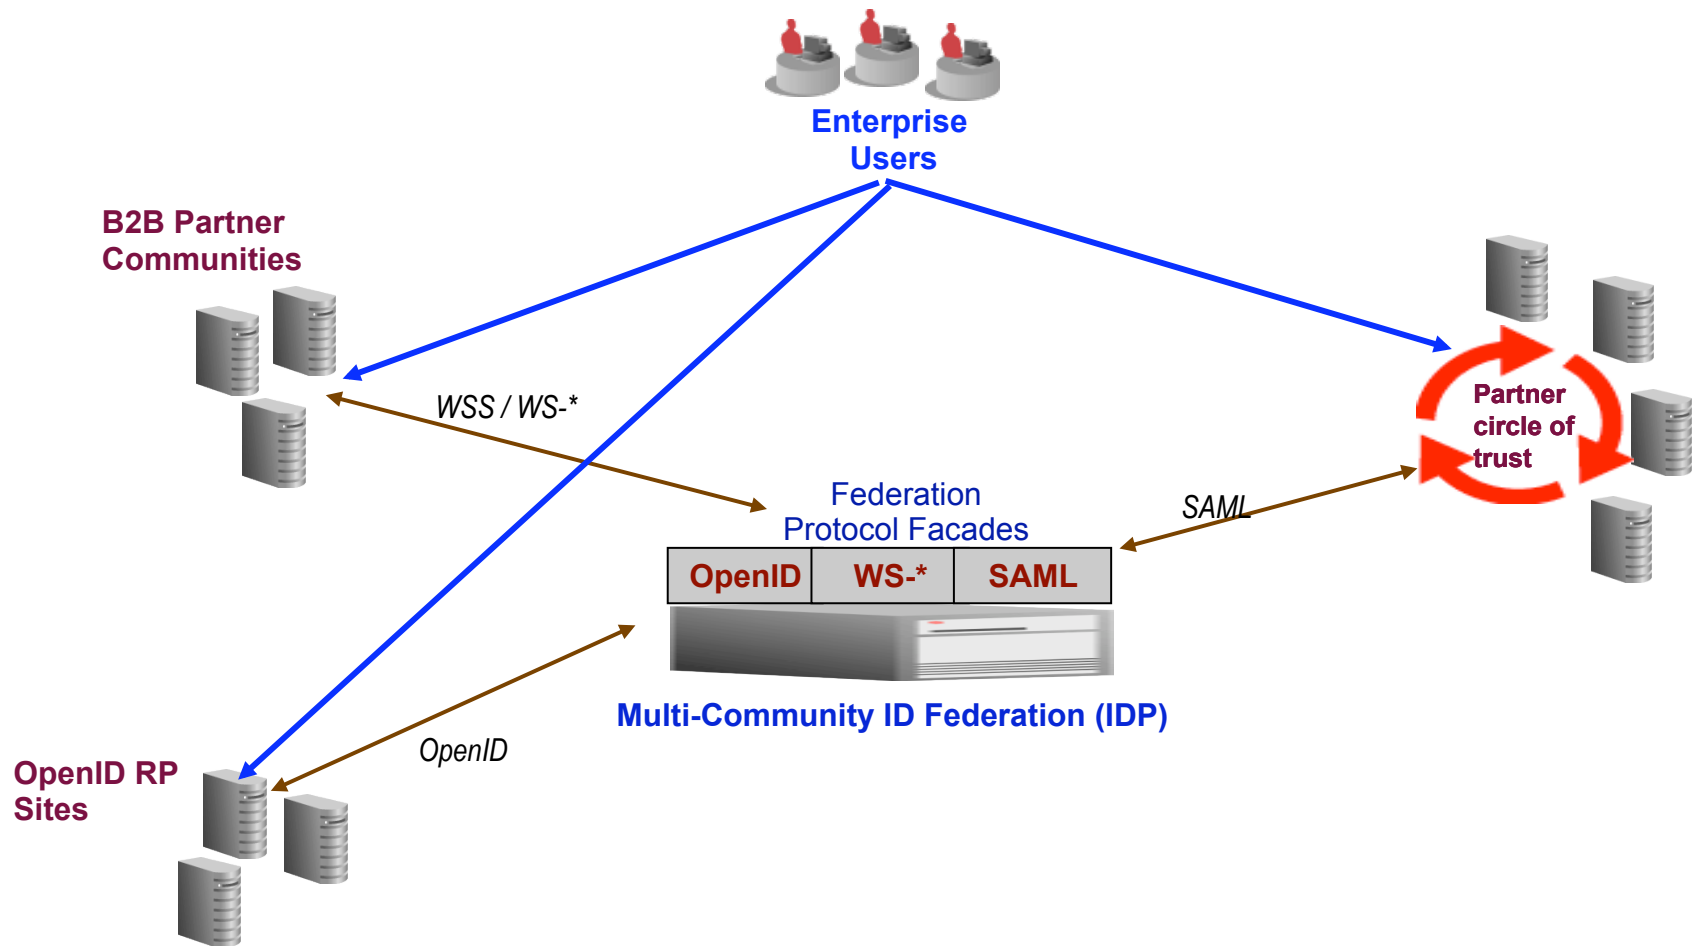 Enterprise
Users
B2B Partner
Communities
WSS / WS-*
Partner
circle of
trust
Federation
Protocol Facades
SAML
OpenID
WS-*
SAML
Multi-Community ID Federation (IDP)
OpenID
OpenID RP
Sites